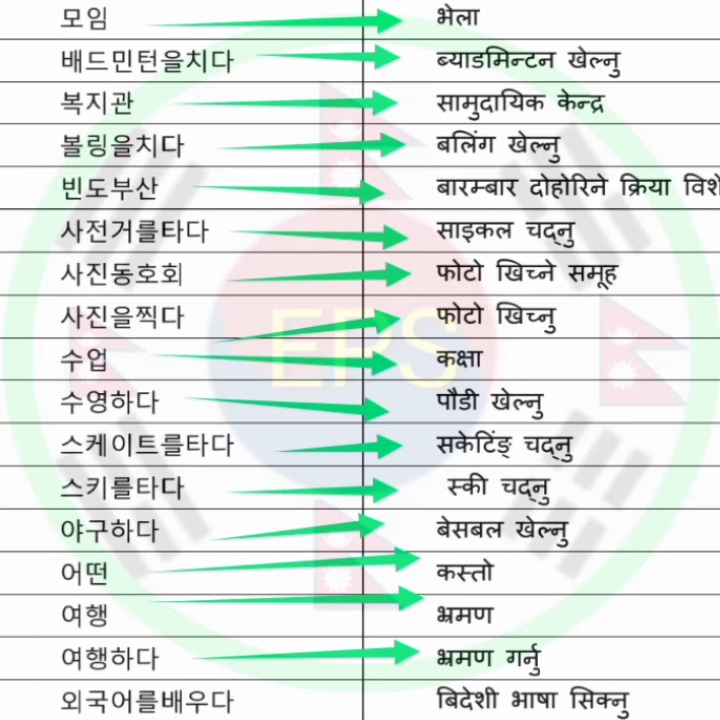 모임 भेला
배드민턴을치다 ब्याडमिन्टन खेल्नु
복지관 सामुदायिक केन्द्र
볼링을치다 बलिंग खेल्नु
빈도부산 बारम्बार दोहोरिने क्रिया
사전거를타다 साइकल चढ्नु
사진동호회 फोटो खिच्ने समूह
사진을찍다 फोटो खिच्नु
수업 कक्षा
수영하다 पौडी खेल्नु
스케이트를타다 सकेटिंङ् चढ्नु
스키를타다 स्की चढ्नु
야구하다 बेसबल खेल्नु
어떤 कस्तो
여행 भ्रमण
여행하다 भ्रमण गर्नु
외국어를배우다 बिदेशी भाषा सिक्नु
EPS